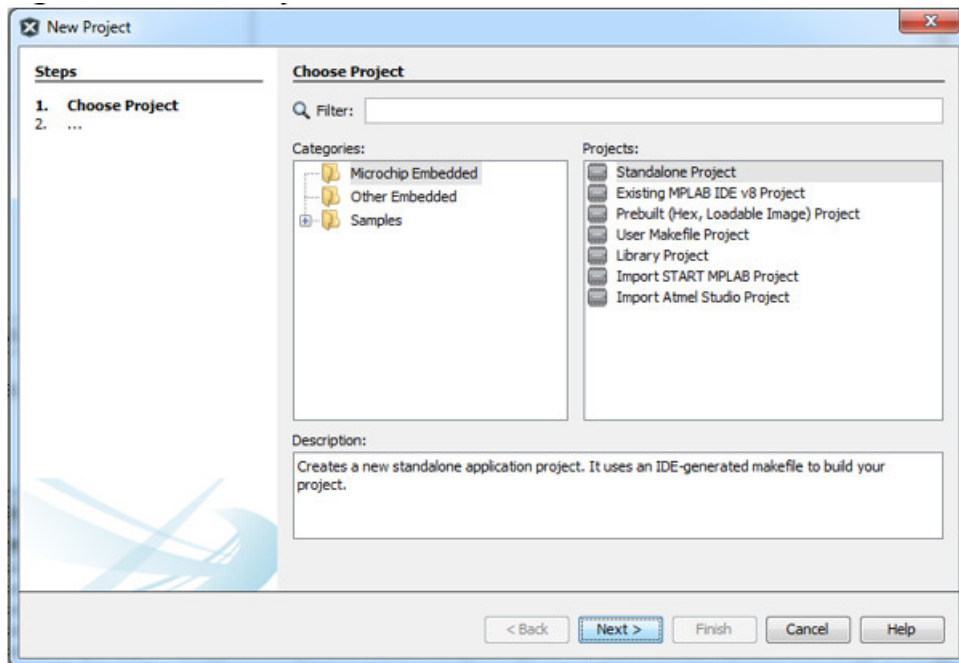 New Project
Steps
1. Choose Project
2. ...
Choose Project
Filter:
Categories:
Microchip Embedded
Other Embedded
Samples
Projects:
Standalone Project
Existing MPLAB IDE v8 Project
Prebuilt (Hex, Loadable Image) Project
User Makefile Project
Library Project
Import START MPLAB Project
Import Atmel Studio Project
Description:
Creates a new standalone application project. It uses an IDE-generated makefile to build your
project.
< Back
Next >
Finish
Cancel
Help